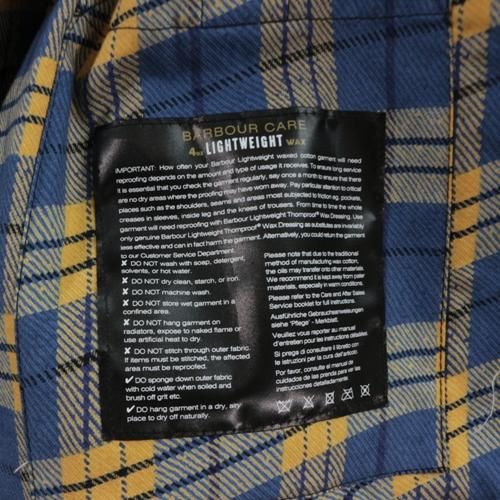 BARBOUR CARE
4oz LIGHTWEIGHT WAX
IMPORTANT: How often your Barbour Lightweight waxed cotton garment will need
reproofing depends on the amount and type of usage it receives. To ensure long service
it is essential that you check the garment regularly, say once a month to ensure that there
are no dry areas where the proofing may have worn away. Pay particular attention to critical
places such as the shoulders, seams and areas most subjected to friction eg. pockets,
creases in sleeves, inside leg and the knees of trousers. From time to time the whole
garment will need reproofing with Barbour Lightweight Thornproof® Wax Dressing. Use
only genuine Barbour Lightweight Thornproof® Wax Dressing as substitutes are invariably
less effective and can in fact harm the garment. Alternatively, you could return the garment
to our Customer Service Department.
✗ DO NOT wash with soap, detergent,
solvents, or hot water.
✗ DO NOT dry clean, starch, or iron.
✗ DO NOT machine wash.
✗ DO NOT store wet garment in a
confined area.
✗ DO NOT hang garment on
radiators, expose to naked flame or
use artificial heat to dry.
✗ DO NOT stitch through outer fabric.
If items must be stitched, the affected
area must be reproofed.
✓ DO sponge down outer fabric
with cold water when soiled and
brush off grit etc.
✓ DO hang garment in a dry, airy
place to dry off naturally.
Please note that due to the traditional
method of manufacturing wax cotton,
the oils may transfer onto other materials.
We recommend it is kept away from paler
materials, especially in warm conditions.
Please refer to the Care and After Sales
Service booklet for full instructions.
Ausführliche Gebrauchsanweisungen
siehe 'Pflege' - Merkblatt.
Veuillez vous reporter au manuel
d'entretien pour les instructions détaillées.
Si prega di consultare il libretto con
le istruzioni per la cura dell'articolo.
Por favor, consulte el manual de
cuidados de las prenda para ver las
instrucciones detalladamente.